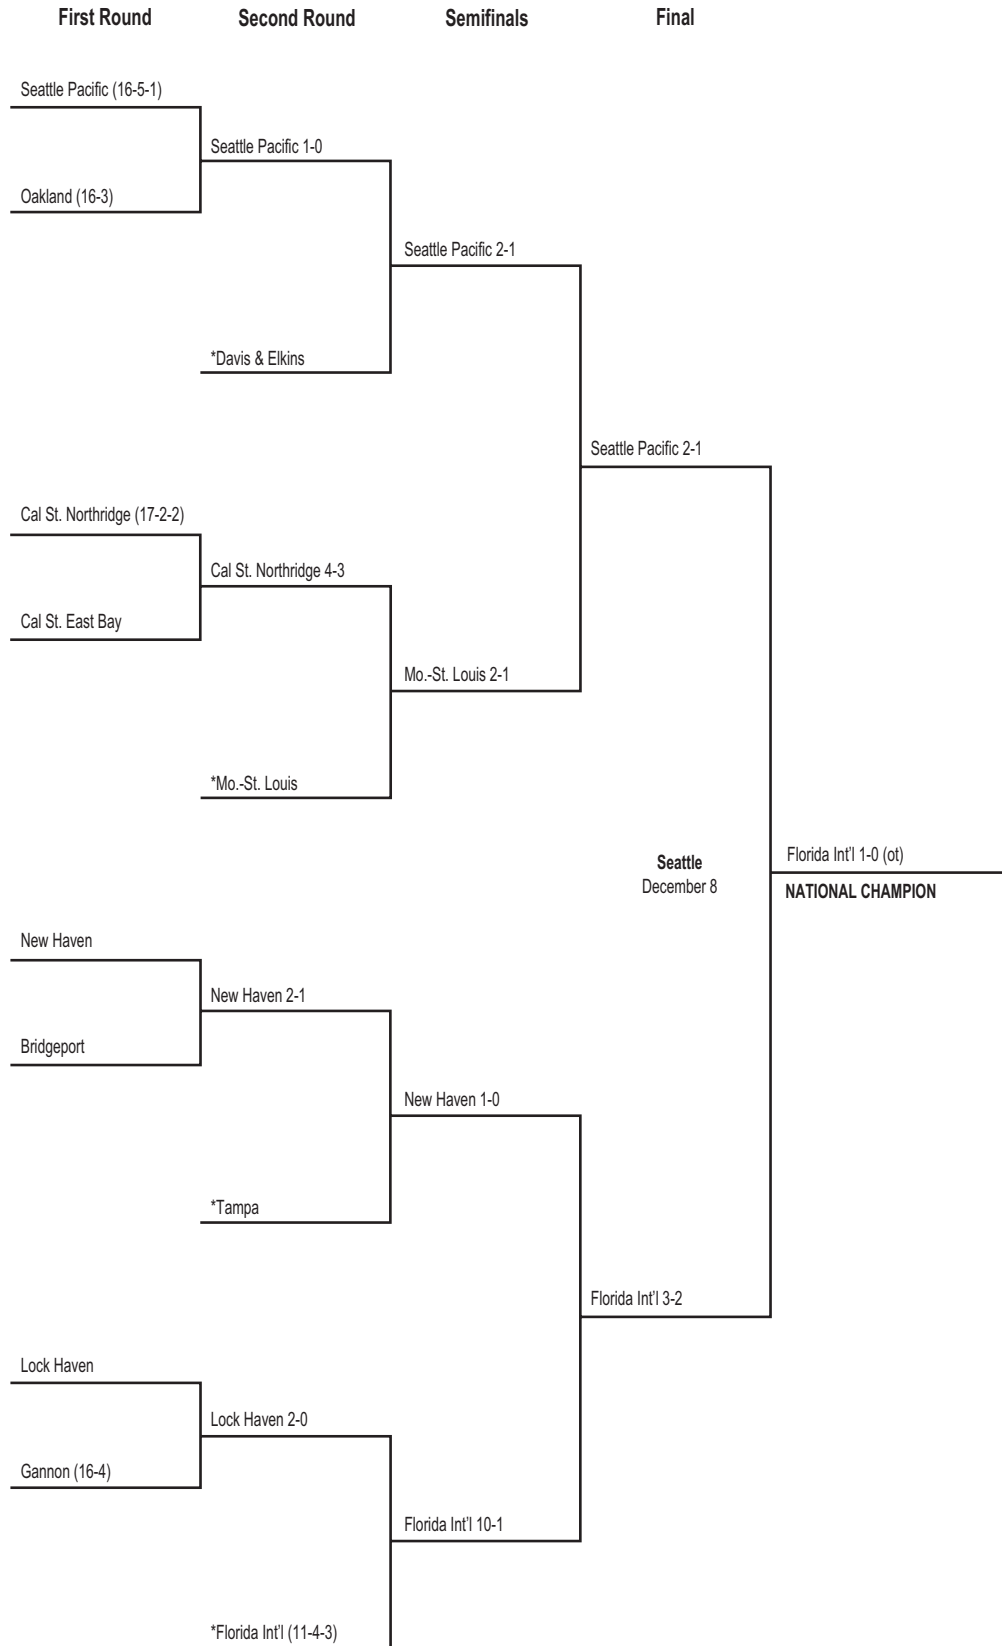 First Round Second Round Semifinals Final
Seattle Pacific (16-5-1)
Seattle Pacific 1-0
Oakland (16-3)
Seattle Pacific 2-1
*Davis & Elkins
Seattle Pacific 2-1
Cal St. Northridge (17-2-2)
Cal St. Northridge 4-3
Cal St. East Bay
Mo.-St. Louis 2-1
*Mo.-St. Louis
Seattle
December 8
Florida Int'l 1-0 (ot)
NATIONAL CHAMPION
New Haven
New Haven 2-1
Bridgeport
New Haven 1-0
*Tampa
Florida Int'l 3-2
Lock Haven
Lock Haven 2-0
Gannon (16-4)
Florida Int'l 10-1
*Florida Int'l (11-4-3)